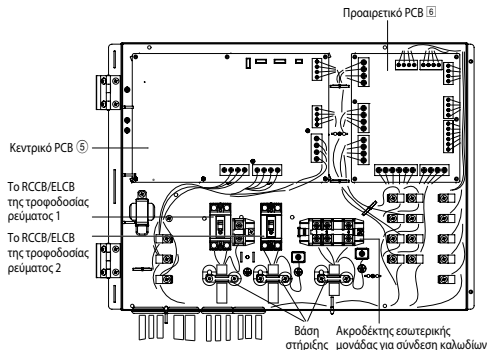 Προαιρετικό PCB 6
Κεντρικό PCB 5
Το RCCB/ELCB
της τροφοδοσίας
ρεύματος 1
Το RCCB/ELCB
της τροφοδοσίας
ρεύματος 2
Βάση
στήριξης
Ακροδέκτης εσωτερικής
μονάδας για σύνδεση καλωδίων